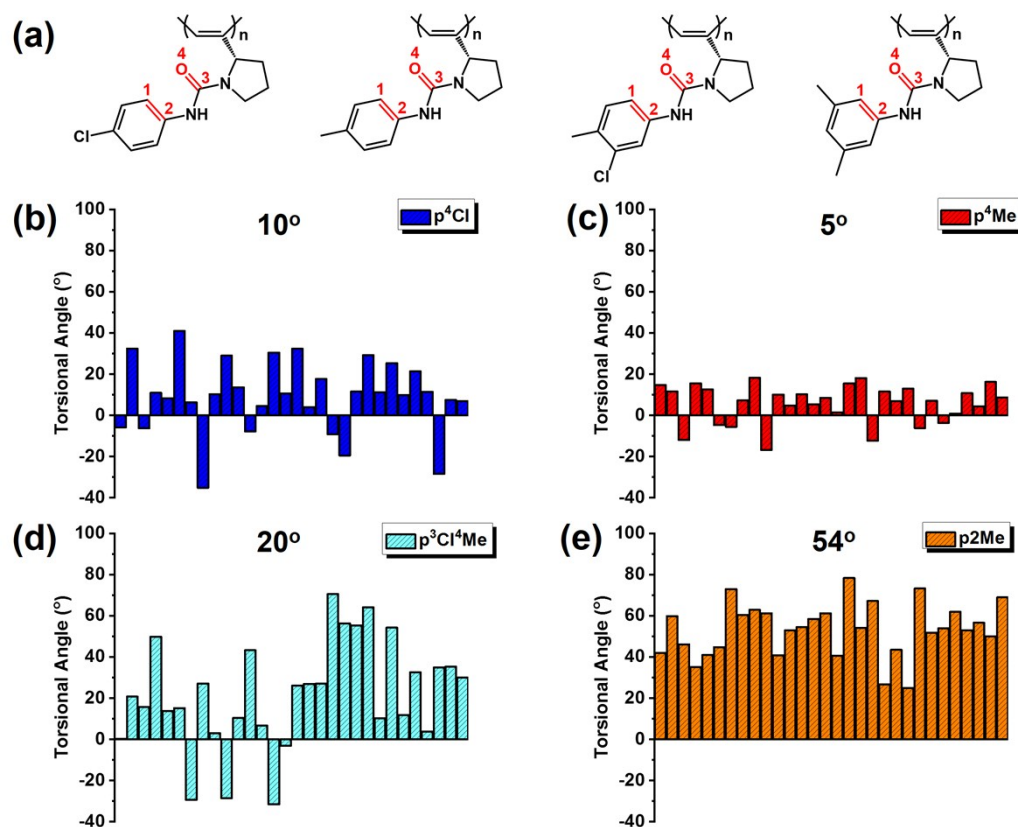 (a)
n n n n
4 4 4 4
O O O O
3 3 3 3
1 N 1 N 1 N 1 N
2 NH 2 NH 2 NH 2 NH
Cl
Cl
(b) 10° p⁴Cl
Torsional Angle (°)
100
80
60
40
20
0
-20
-40
(c) 5° p⁴Me
Torsional Angle (°)
100
80
60
40
20
0
-20
-40
(d) 20° p³Cl⁴Me
Torsional Angle (°)
100
80
60
40
20
0
-20
-40
(e) 54° p2Me
Torsional Angle (°)
100
80
60
40
20
0
-20
-40